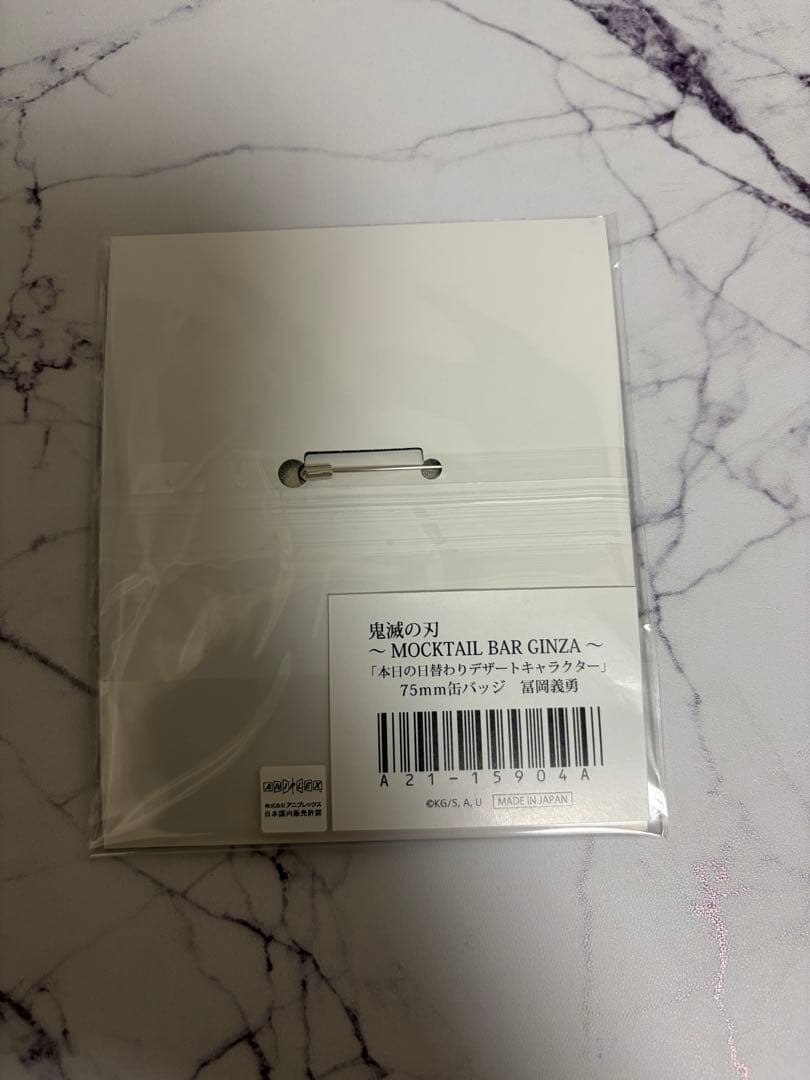 鬼滅の刃
～ MOCKTAIL BAR GINZA ～
「本日の日替わりデザートキャラクター」
75mm缶バッジ　冨岡義勇
A 21-15904A
©KG/S, A, U MADE IN JAPAN
ANIPLEX
株式会社 アニプレックス
日本国内販売許諾